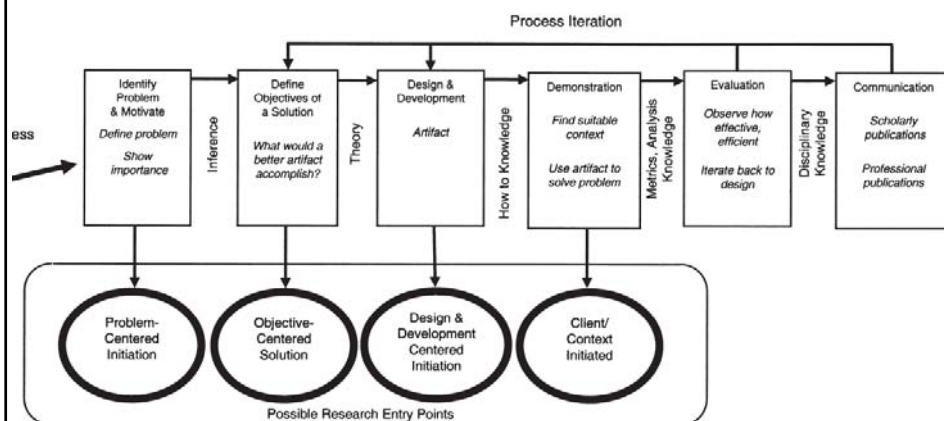 Process Iteration
ess
Identify
Problem
& Motivate
Define problem
Show
importance
Inference
Define
Objectives of
a Solution
What would a
better artifact
accomplish?
Theory
Design &
Development
Artifact
How to Knowledge
Demonstration
Find suitable
context
Use artifact to
solve problem
Metrics, Analysis
Knowledge
Evaluation
Observe how
effective,
efficient
Iterate back to
design
Disciplinary
Knowledge
Communication
Scholarly
publications
Professional
publications
Problem-
Centered
Initiation
Objective-
Centered
Solution
Design &
Development
Centered
Initiation
Client/
Context
Initiated
Possible Research Entry Points